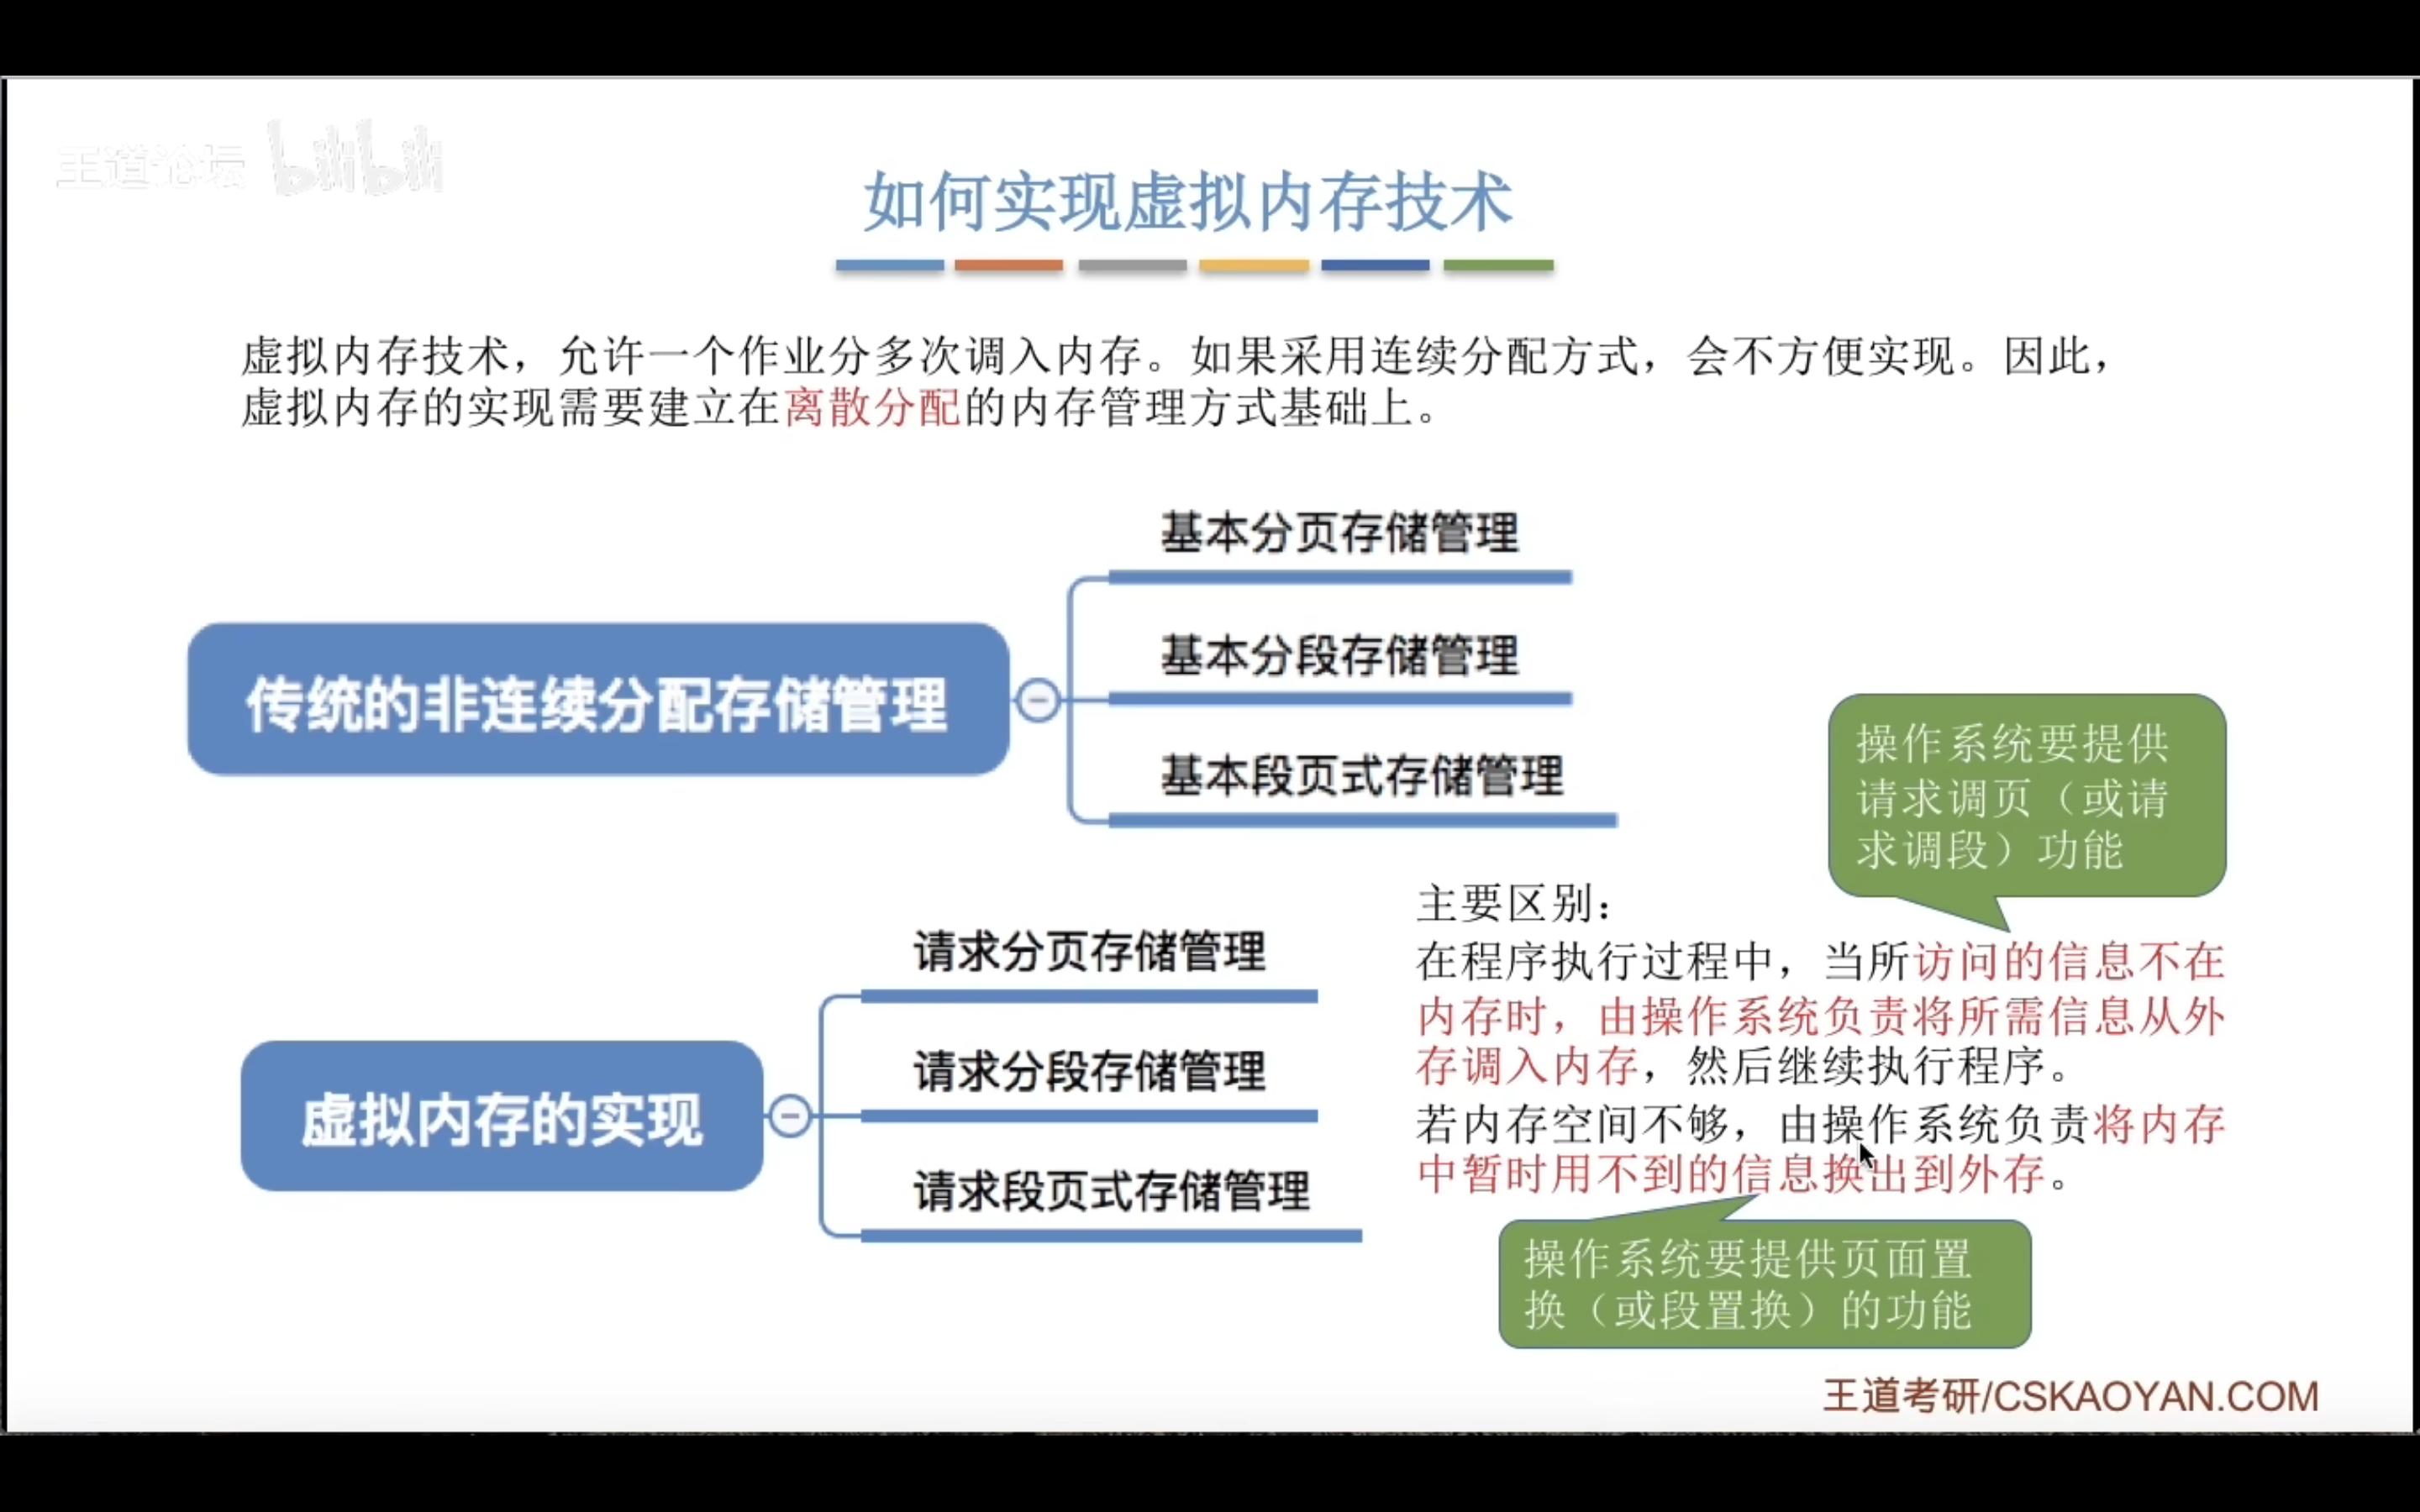 王道论坛 bilibili
如何实现虚拟内存技术
虚拟内存技术，允许一个作业分多次调入内存。如果采用连续分配方式，会不方便实现。因此，
虚拟内存的实现需要建立在离散分配的内存管理方式基础上。
传统的非连续分配存储管理
基本分页存储管理
基本分段存储管理
基本段页式存储管理
操作系统要提供
请求调页（或请
求调段）功能
虚拟内存的实现
请求分页存储管理
请求分段存储管理
请求段页式存储管理
主要区别：
在程序执行过程中，当所访问的信息不在
内存时，由操作系统负责将所需信息从外
存调入内存，然后继续执行程序。
若内存空间不够，由操作系统负责将内存
中暂时用不到的信息换出到外存。
操作系统要提供页面置
换（或段置换）的功能
王道考研/CSKAOYAN.COM